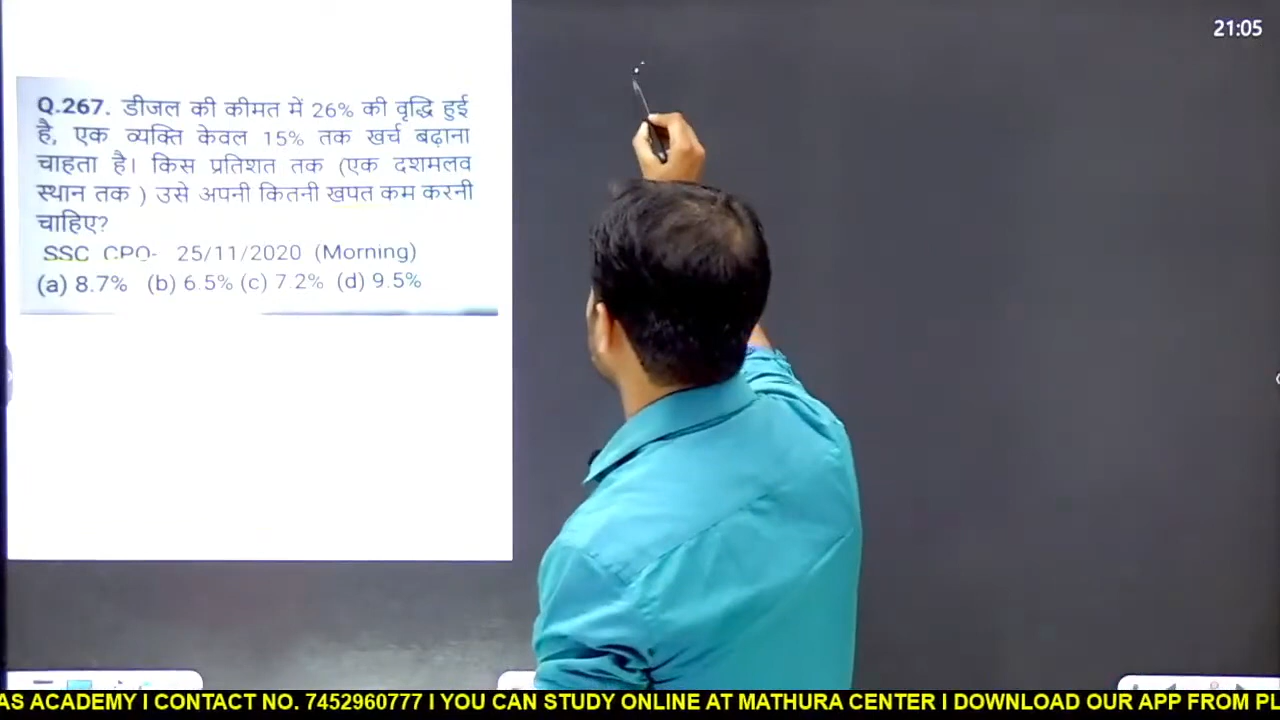 21:05
Q.267. डीजल की कीमत में 26% की वृद्धि हुई
है, एक व्यक्ति केवल 15% तक खर्च बढ़ाना
चाहता है। किस प्रतिशत तक (एक दशमलव
स्थान तक ) उसे अपनी कितनी खपत कम करनी
चाहिए?
SSC CPO- 25/11/2020 (Morning)
(a) 8.7% (b) 6.5% (c) 7.2% (d) 9.5%
AS ACADEMY I CONTACT NO. 7452960777 I YOU CAN STUDY ONLINE AT MATHURA CENTER I DOWNLOAD OUR APP FROM PL